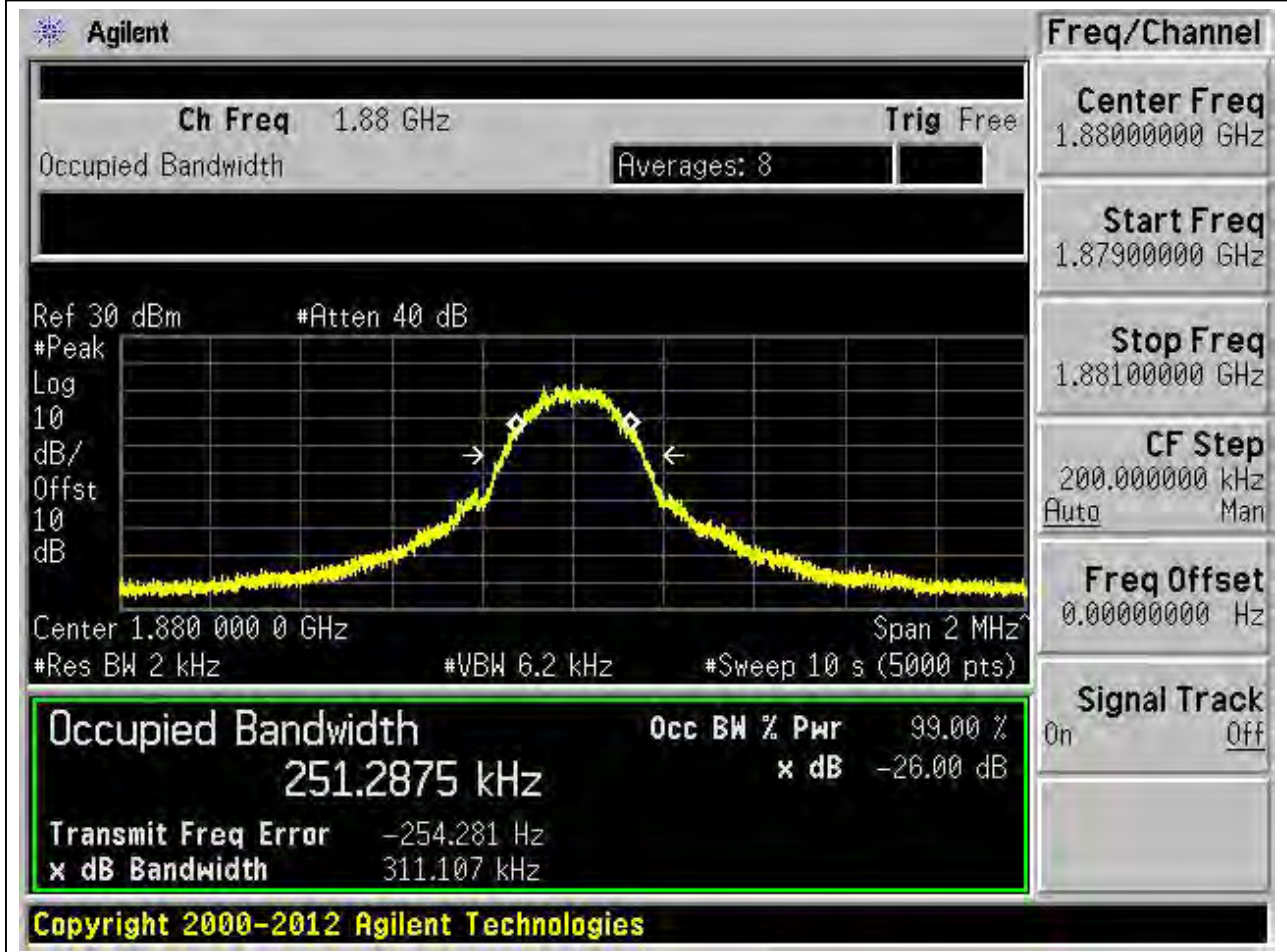 Agilent
Freq/Channel
Ch Freq 1.88 GHz Trig Free
Occupied Bandwidth Averages: 8
Center Freq
1.88000000 GHz
Start Freq
1.87900000 GHz
Stop Freq
1.88100000 GHz
CF Step
200.000000 kHz
Auto Man
Freq Offset
0.00000000 Hz
Signal Track
On Off
Ref 30 dBm #Atten 40 dB
#Peak
Log
10
dB/
Offst
10
dB
Center 1.880 000 0 GHz Span 2 MHz^
#Res BW 2 kHz #VBW 6.2 kHz #Sweep 10 s (5000 pts)
Occupied Bandwidth Occ BW % Pwr 99.00 %
251.2875 kHz x dB -26.00 dB
Transmit Freq Error -254.281 Hz
x dB Bandwidth 311.107 kHz
Copyright 2000-2012 Agilent Technologies